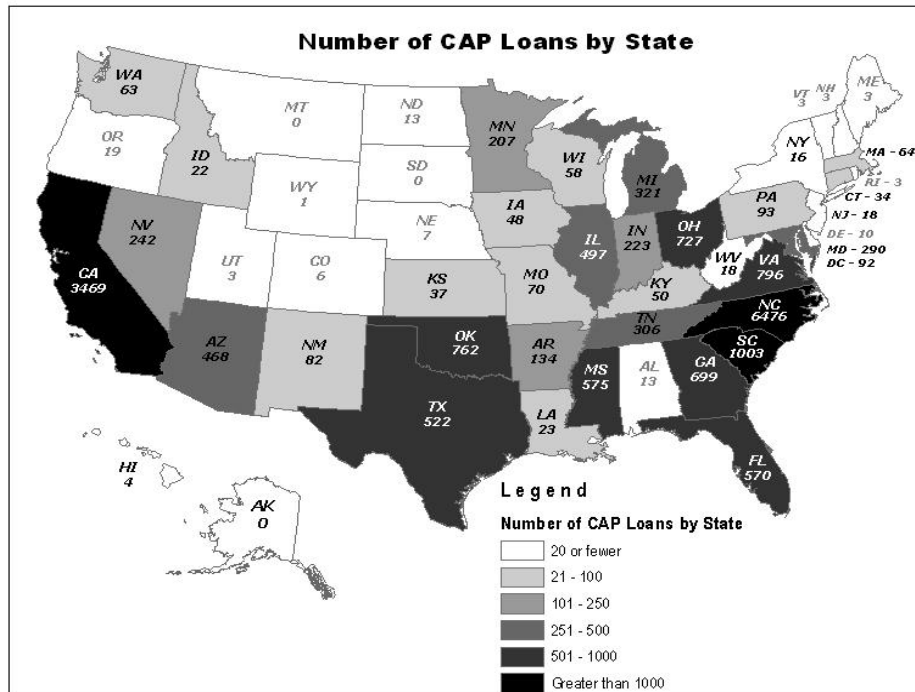 Number of CAP Loans by State
WA
63
MT
0
ND
13
MN
207
VT
3
NH
3
ME
3
OR
19
ID
22
SD
0
WI
58
NY
16
MA - 64
WY
1
MI
321
RI - 3
CT - 34
NV
242
NE
7
IA
48
PA
93
NJ - 18
DE - 10
MD - 290
DC - 92
UT
3
CO
6
IL
497
IN
223
OH
727
WV
18
VA
796
CA
3469
KS
37
MO
70
KY
50
NC
6476
AZ
468
NM
82
OK
762
AR
134
TN
306
SC
1003
MS
575
AL
13
GA
699
TX
522
LA
23
FL
570
HI
4
AK
0
Legend
Number of CAP Loans by State
20 or fewer
21 - 100
101 - 250
251 - 500
501 - 1000
Greater than 1000